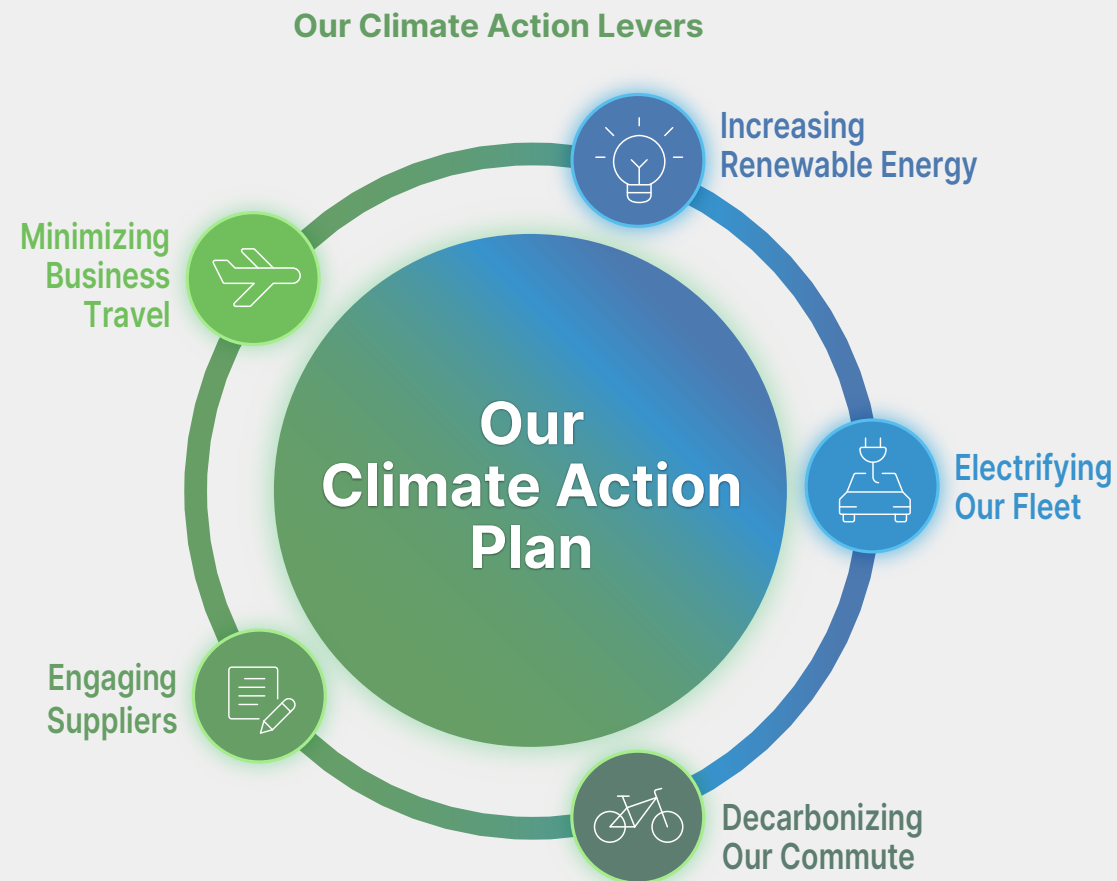 Our Climate Action Levers
Increasing
Renewable Energy
Minimizing
Business
Travel
Our
Climate Action
Plan
Electrifying
Our Fleet
Engaging
Suppliers
Decarbonizing
Our Commute